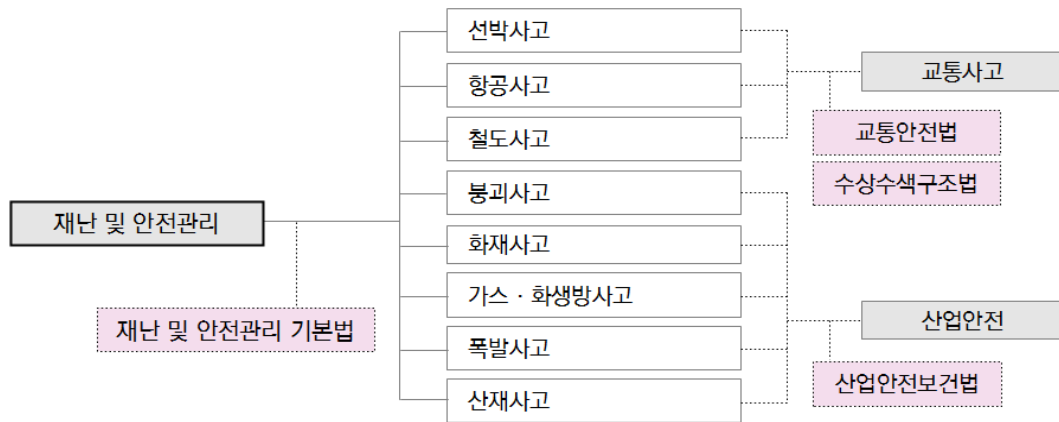 선박사고
항공사고
철도사고
붕괴사고
화재사고
가스 · 화생방사고
폭발사고
산재사고
재난 및 안전관리
재난 및 안전관리 기본법
교통사고
교통안전법
수상수색구조법
산업안전
산업안전보건법